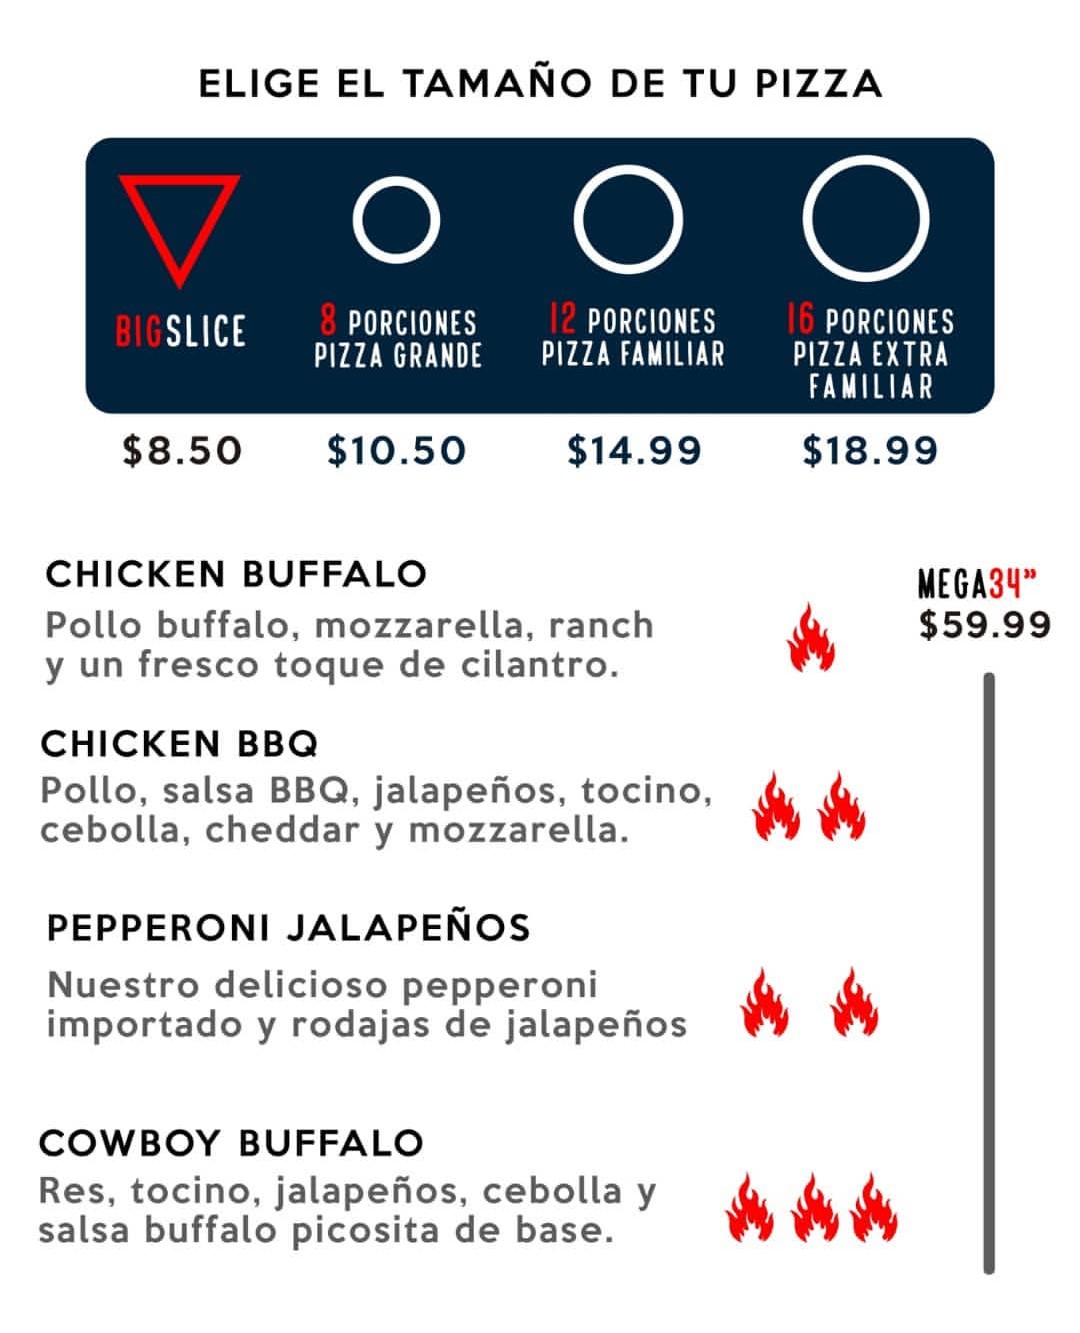 ELIGE EL TAMAÑO DE TU PIZZA
BIGSLICE
$8.50
8 PORCIONES
PIZZA GRANDE
$10.50
12 PORCIONES
PIZZA FAMILIAR
$14.99
16 PORCIONES
PIZZA EXTRA
FAMILIAR
$18.99
CHICKEN BUFFALO
Pollo buffalo, mozzarella, ranch
y un fresco toque de cilantro.
MEGA34”
$59.99
CHICKEN BBQ
Pollo, salsa BBQ, jalapeños, tocino,
cebolla, cheddar y mozzarella.
PEPPERONI JALAPEÑOS
Nuestro delicioso pepperoni
importado y rodajas de jalapeños
COWBOY BUFFALO
Res, tocino, jalapeños, cebolla y
salsa buffalo picosita de base.